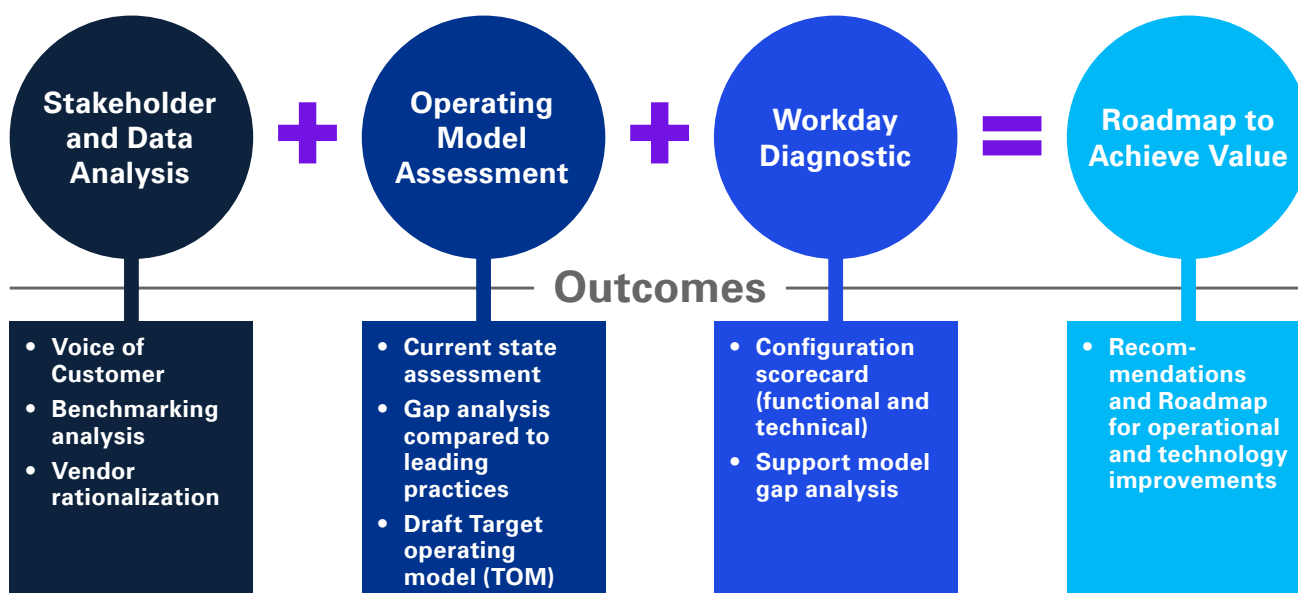 Stakeholder
and Data
Analysis
+
Operating
Model
Assessment
+
Workday
Diagnostic
=
Roadmap to
Achieve Value
Outcomes
• Voice of
Customer
• Benchmarking
analysis
• Vendor
rationalization
• Current state
assessment
• Gap analysis
compared to
leading
practices
• Draft Target
operating
model (TOM)
• Configuration
scorecard
(functional and
technical)
• Support model
gap analysis
• Recom-
mendations
and Roadmap
for operational
and technology
improvements